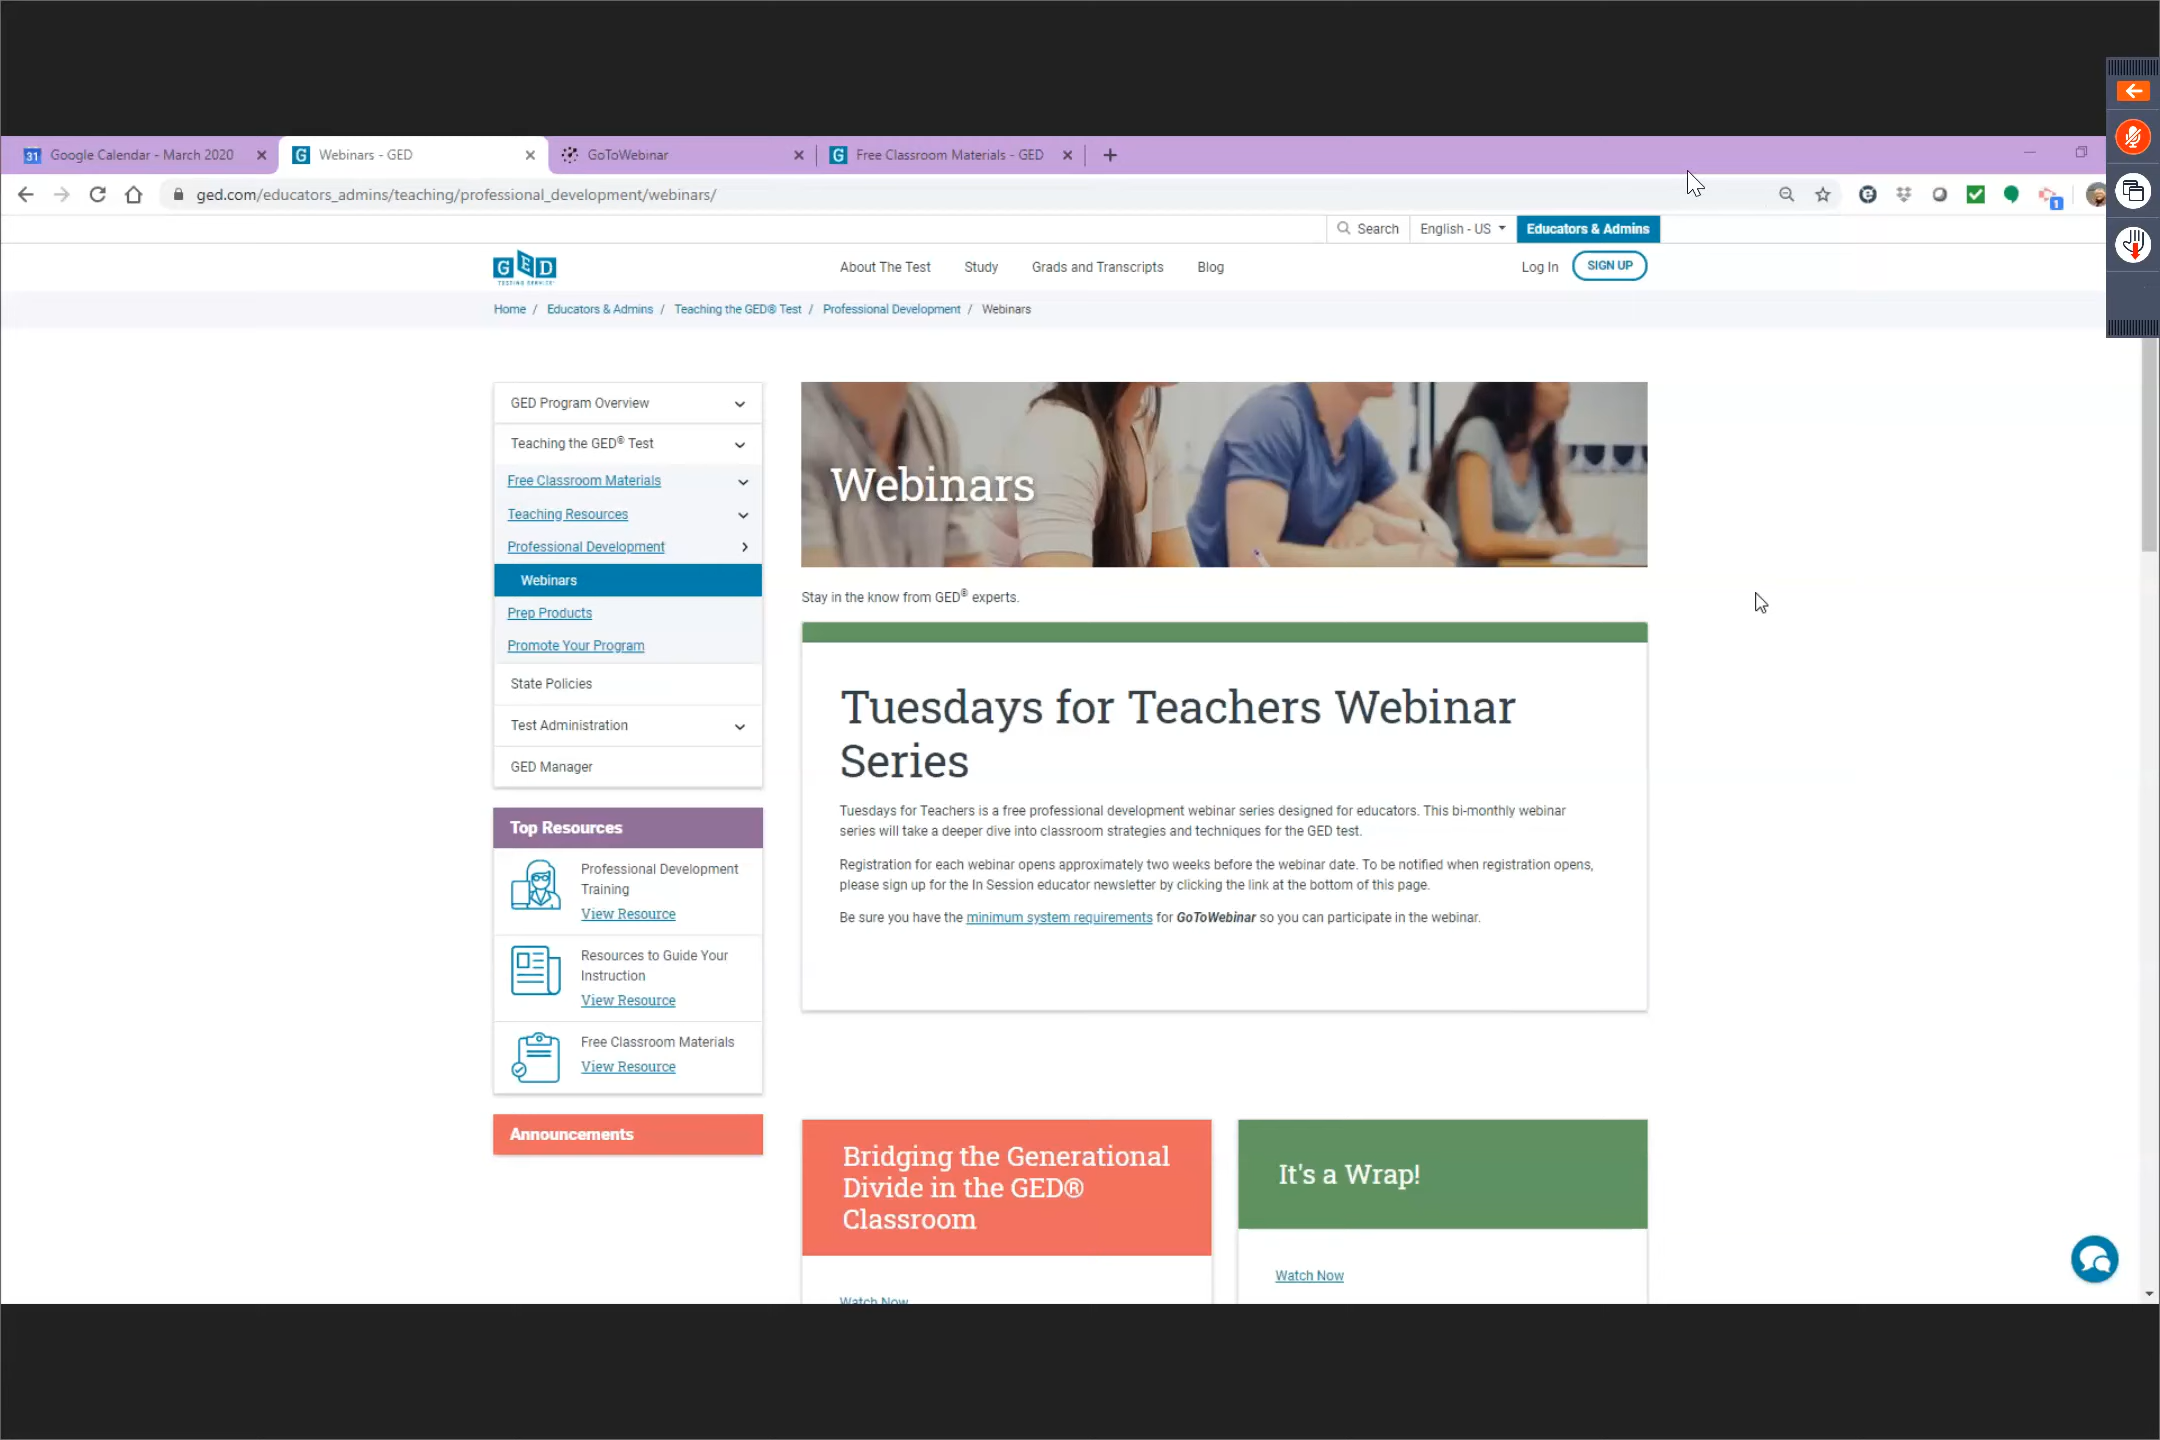 31 Google Calendar - March 2020
G Webinars - GED
GoToWebinar
G Free Classroom Materials - GED
ged.com/educators_admins/teaching/professional_development/webinars/
1
Search
English - US
Educators & Admins
GED
TESTING SERVICE
About The Test
Study
Grads and Transcripts
Blog
Log In
SIGN UP
Home / Educators & Admins / Teaching the GED® Test / Professional Development / Webinars
GED Program Overview
Teaching the GED® Test
Free Classroom Materials
Teaching Resources
Professional Development
Webinars
Prep Products
Promote Your Program
State Policies
Test Administration
GED Manager
Top Resources
Professional Development
Training
View Resource
Resources to Guide Your
Instruction
View Resource
Free Classroom Materials
View Resource
Announcements
Webinars
Stay in the know from GED® experts.
Tuesdays for Teachers Webinar
Series
Tuesdays for Teachers is a free professional development webinar series designed for educators. This bi-monthly webinar
series will take a deeper dive into classroom strategies and techniques for the GED test.
Registration for each webinar opens approximately two weeks before the webinar date. To be notified when registration opens,
please sign up for the In Session educator newsletter by clicking the link at the bottom of this page.
Be sure you have the minimum system requirements for GoToWebinar so you can participate in the webinar.
Bridging the Generational
Divide in the GED®
Classroom
Watch Now
It's a Wrap!
Watch Now